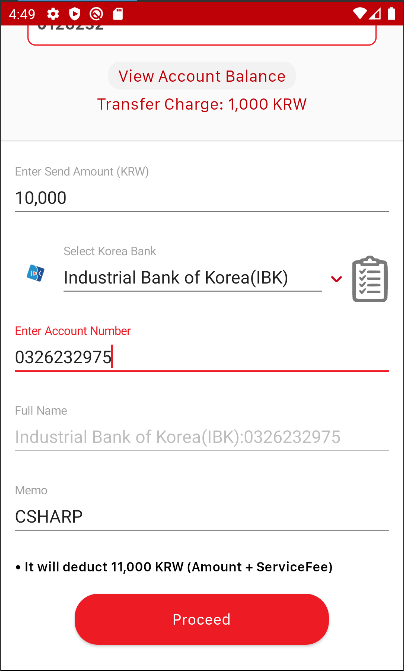 4:49
View Account Balance
Transfer Charge: 1,000 KRW
Enter Send Amount (KRW)
10,000
Select Korea Bank
Industrial Bank of Korea(IBK)
Enter Account Number
0326232975
Full Name
Industrial Bank of Korea(IBK):0326232975
Memo
CSHARP
• It will deduct 11,000 KRW (Amount + ServiceFee)
Proceed